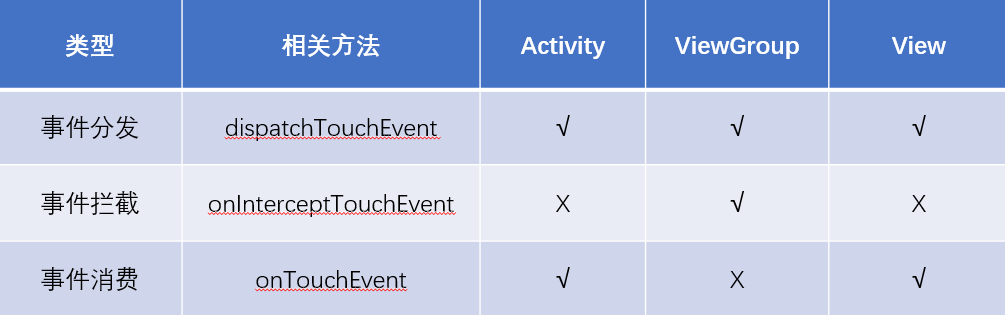 类型 相关方法 Activity ViewGroup View
事件分发 dispatchTouchEvent √ √ √
事件拦截 onInterceptTouchEvent X √ X
事件消费 onTouchEvent √ X √